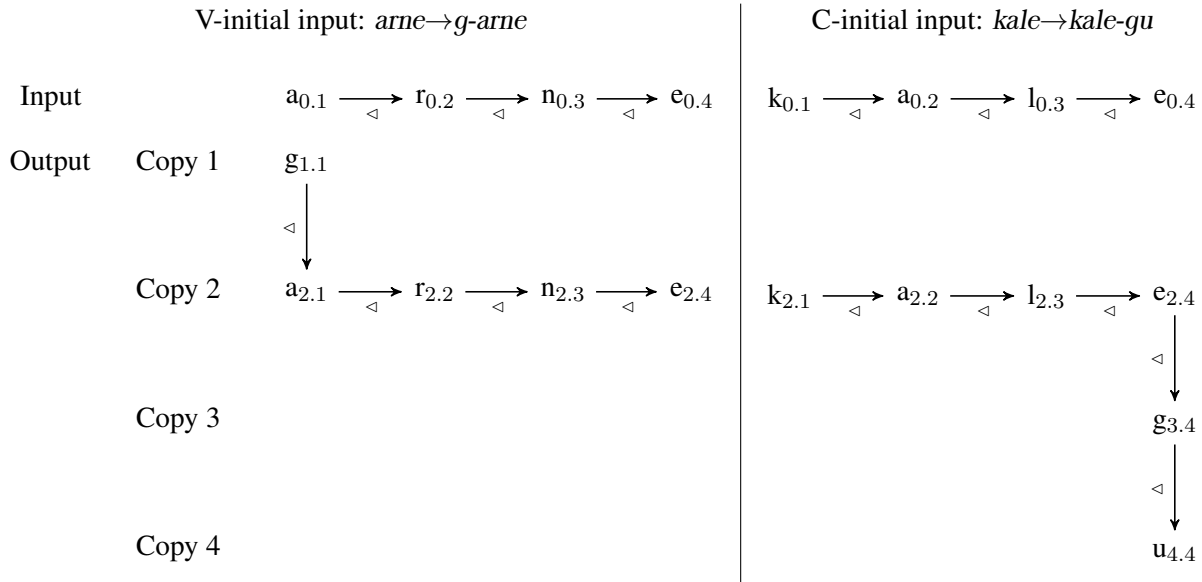 V-initial input: arne→g-arne C-initial input: kale→kale-gu
Input a0.1 ◁ r0.2 ◁ n0.3 ◁ e0.4 k0.1 ◁ a0.2 ◁ l0.3 ◁ e0.4
Output Copy 1 g1.1
◁
Copy 2 a2.1 ◁ r2.2 ◁ n2.3 ◁ e2.4 k2.1 ◁ a2.2 ◁ l2.3 ◁ e2.4
◁
Copy 3 g3.4
◁
Copy 4 u4.4